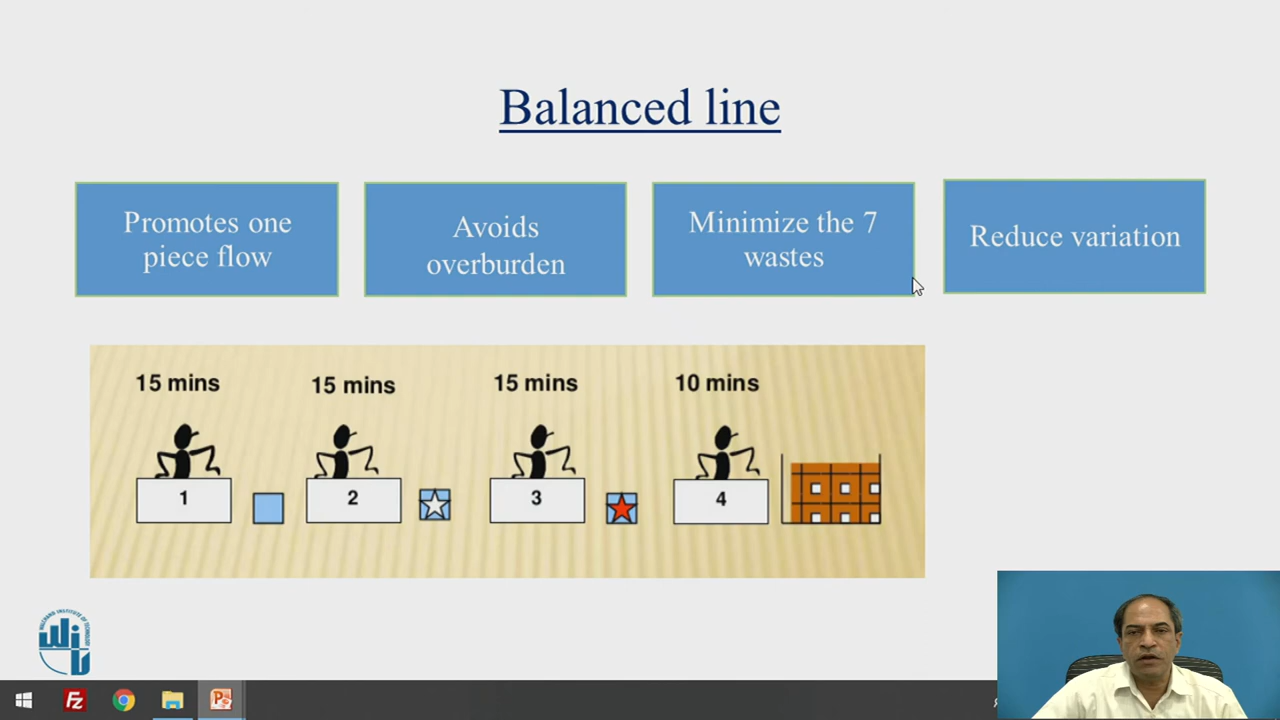 Balanced line
Promotes one
piece flow
Avoids
overburden
Minimize the 7
wastes
Reduce variation
15 mins
15 mins
15 mins
10 mins
1
2
3
4